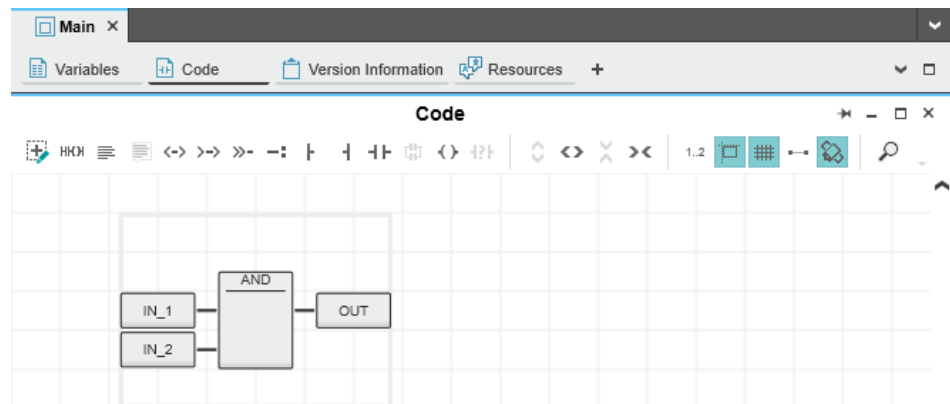 Main
Variables Code Version Information Resources
Code
1..2
AND
IN_1 OUT
IN_2